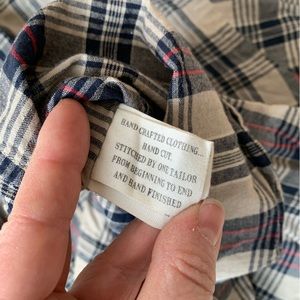 HAND CRAFTED CLOTHING...
HAND CUT,
STITCHED BY ONE TAILOR
FROM BEGINNING TO END
AND HAND FINISHED